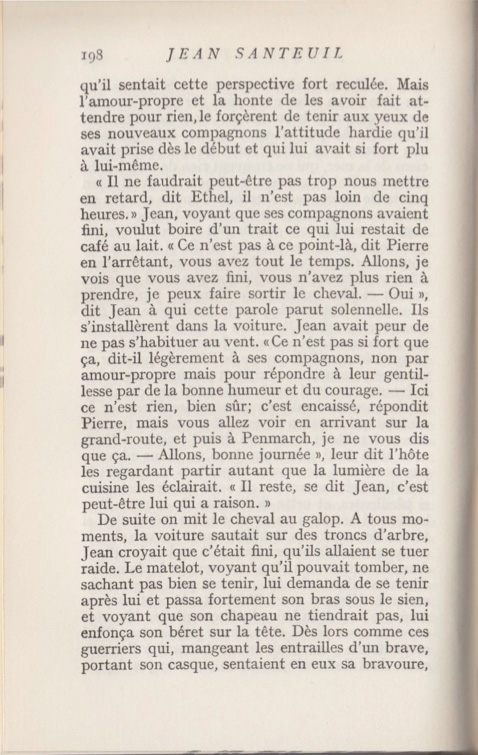 198 JEAN SANTEUIL
qu'il sentait cette perspective fort reculée. Mais
l'amour-propre et la honte de les avoir fait at-
tendre pour rien, le forçèrent de tenir aux yeux de
ses nouveaux compagnons l'attitude hardie qu'il
avait prise dès le début et qui lui avait si fort plu
à lui-même.
« Il ne faudrait peut-être pas trop nous mettre
en retard, dit Ethel, il n'est pas loin de cinq
heures. » Jean, voyant que ses compagnons avaient
fini, voulut boire d'un trait ce qui lui restait de
café au lait. « Ce n'est pas à ce point-là, dit Pierre
en l'arrêtant, vous avez tout le temps. Allons, je
vois que vous avez fini, vous n'avez plus rien à
prendre, je peux faire sortir le cheval. — Oui »,
dit Jean à qui cette parole parut solennelle. Ils
s'installèrent dans la voiture. Jean avait peur de
ne pas s'habituer au vent. « Ce n'est pas si fort que
ça, dit-il légèrement à ses compagnons, non par
amour-propre mais pour répondre à leur gentil-
lesse par de la bonne humeur et du courage. — Ici
ce n'est rien, bien sûr; c'est encaissé, répondit
Pierre, mais vous allez voir en arrivant sur la
grand-route, et puis à Penmarch, je ne vous dis
que ça. — Allons, bonne journée », leur dit l'hôte
les regardant partir autant que la lumière de la
cuisine les éclairait. « Il reste, se dit Jean, c'est
peut-être lui qui a raison. »
De suite on mit le cheval au galop. A tous mo-
ments, la voiture sautait sur des troncs d'arbre,
Jean croyait que c'était fini, qu'ils allaient se tuer
raide. Le matelot, voyant qu'il pouvait tomber, ne
sachant pas bien se tenir, lui demanda de se tenir
après lui et passa fortement son bras sous le sien,
et voyant que son chapeau ne tiendrait pas, lui
enfonça son béret sur la tête. Dès lors comme ces
guerriers qui, mangeant les entrailles d'un brave,
portant son casque, sentaient en eux sa bravoure,